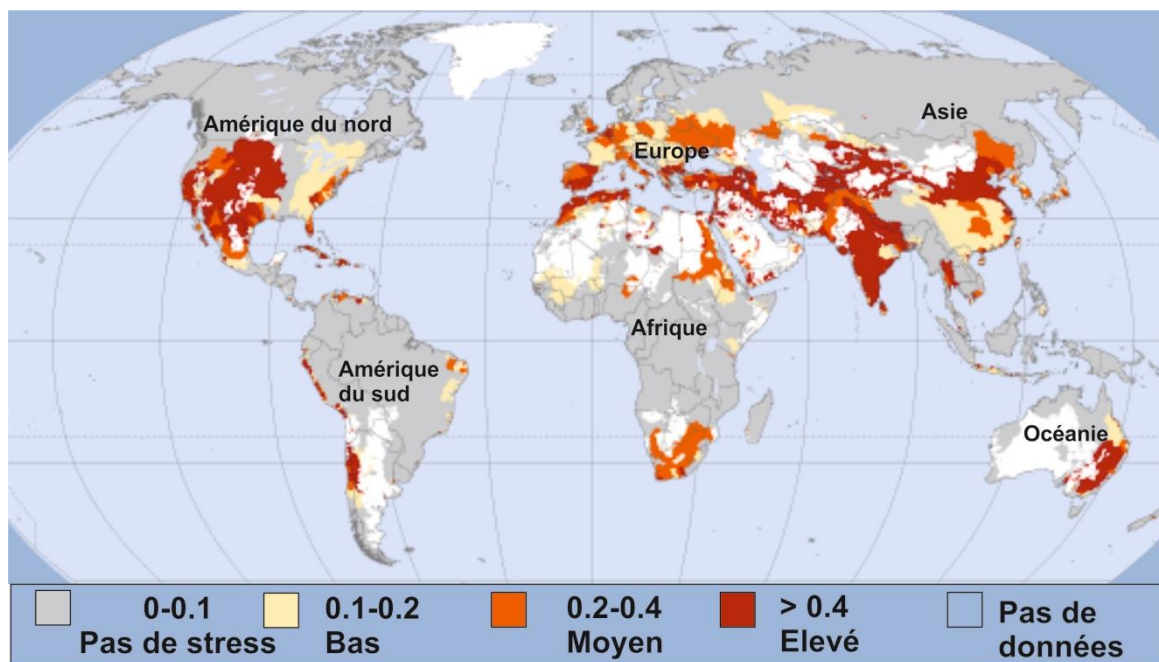 Amérique du nord
Asie
Europe
Afrique
Amérique
du sud
Océanie
0-0.1
Pas de stress
0.1-0.2
Bas
0.2-0.4
Moyen
> 0.4
Elevé
Pas de
données